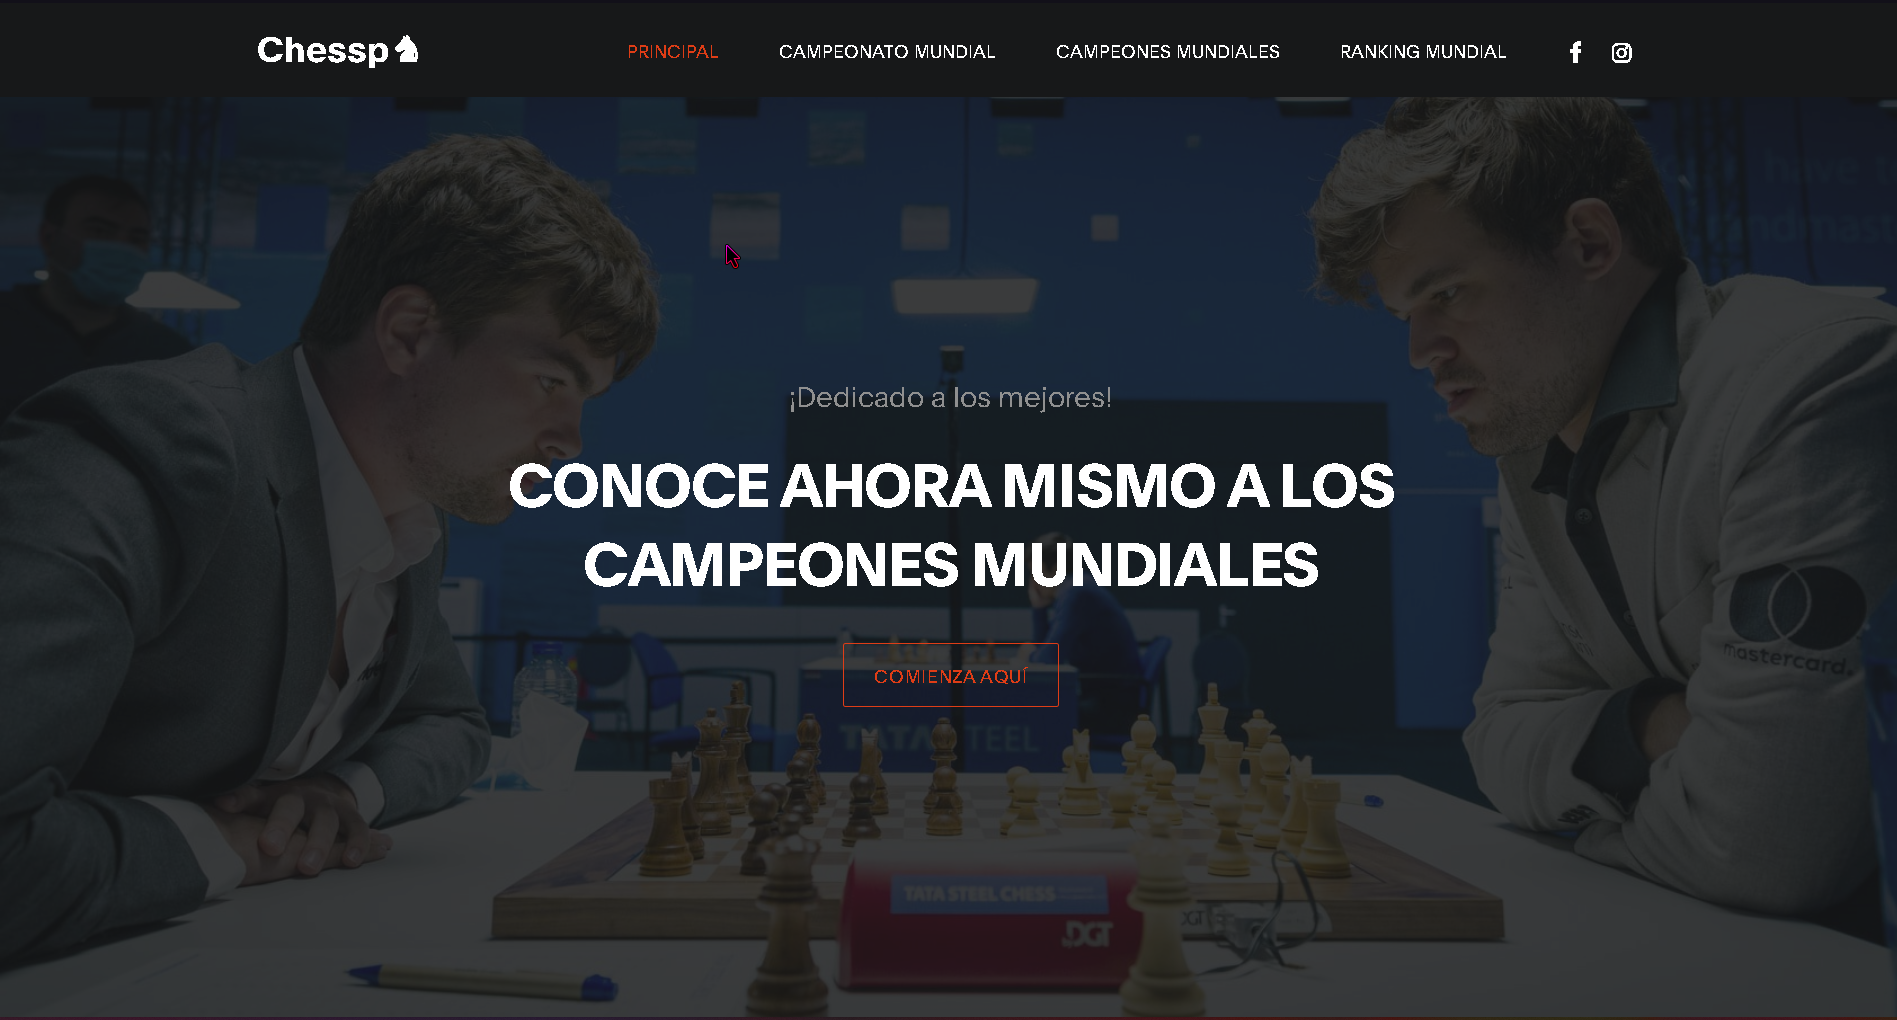 Chessp
PRINCIPAL
CAMPEONATO MUNDIAL
CAMPEONES MUNDIALES
RANKING MUNDIAL
¡Dedicado a los mejores!
CONOCE AHORA MISMO A LOS
CAMPEONES MUNDIALES
COMIENZA AQUÍ
mastercard.
TATA STEEL
TATA STEEL CHESS
DGT
DGT